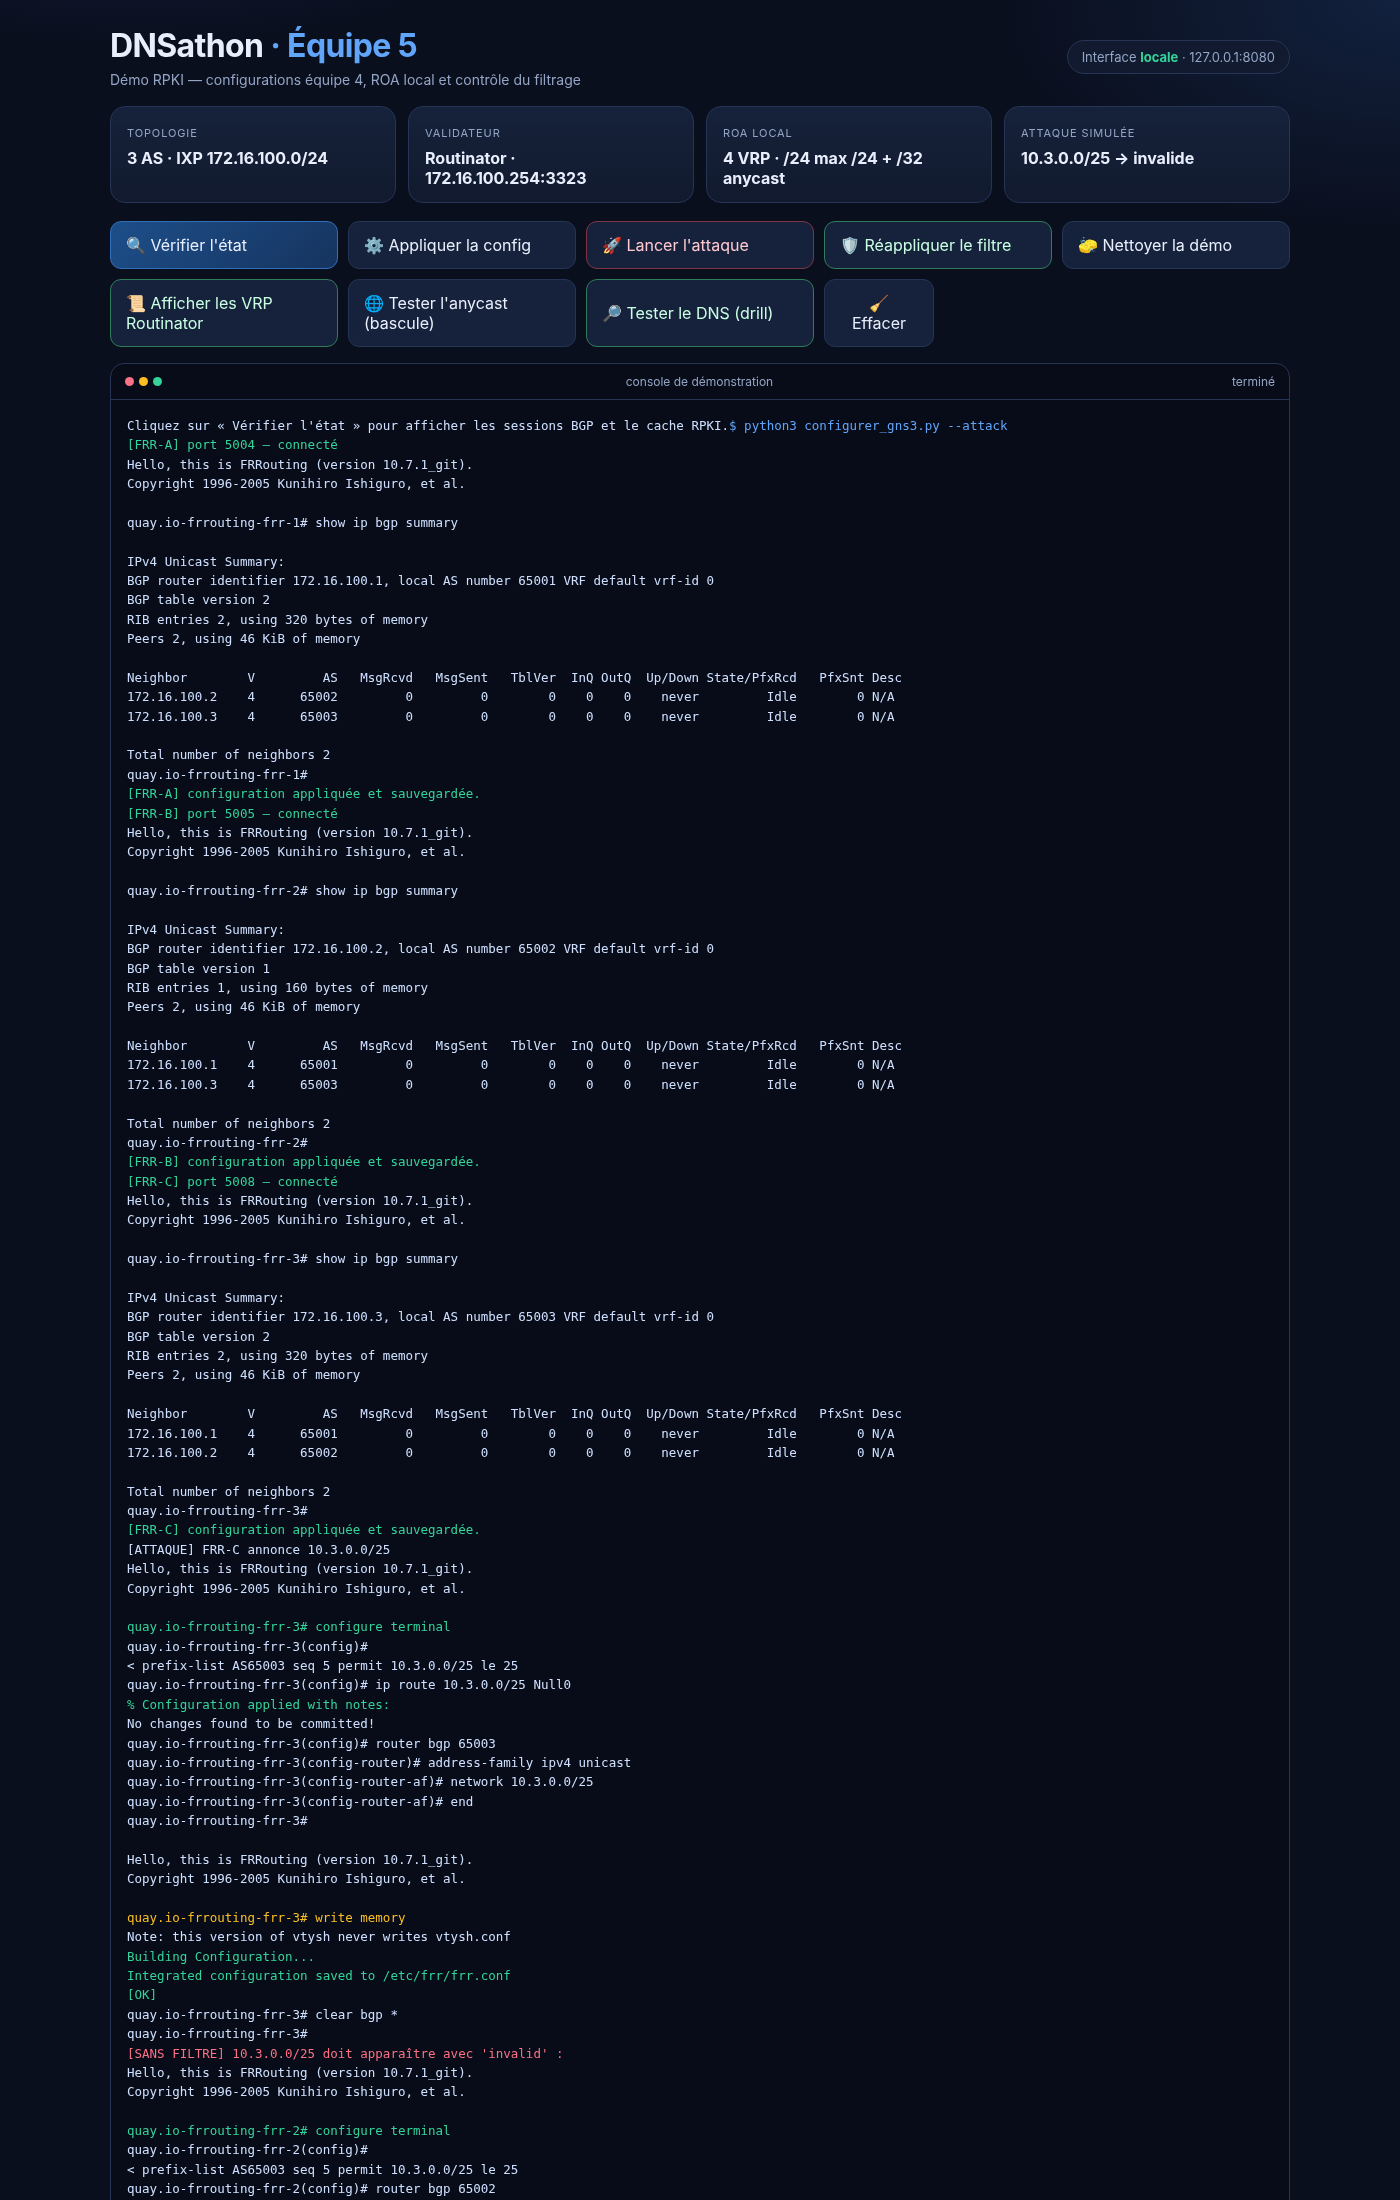 DNSathon · Équipe 5
Démo RPKI — configurations équipe 4, ROA local et contrôle du filtrage
Interface locale · 127.0.0.1:8080
TOPOLOGIE
3 AS · IXP 172.16.100.0/24
VALIDATEUR
Routinator ·
172.16.100.254:3323
ROA LOCAL
4 VRP · /24 max /24 + /32
anycast
ATTAQUE SIMULÉE
10.3.0.0/25 → invalide
🔍 Vérifier l'état
⚙️ Appliquer la config
🚀 Lancer l'attaque
🛡️ Réappliquer le filtre
🧽 Nettoyer la démo
📜 Afficher les VRP
Routinator
🌐 Tester l'anycast
(bascule)
🔎 Tester le DNS (drill)
🧹
Effacer
console de démonstration
terminé
Cliquez sur « Vérifier l'état » pour afficher les sessions BGP et le cache RPKI.$ python3 configurer_gns3.py --attack
[FRR-A] port 5004 — connecté
Hello, this is FRRouting (version 10.7.1_git).
Copyright 1996-2005 Kunihiro Ishiguro, et al.

quay.io-frrouting-frr-1# show ip bgp summary

IPv4 Unicast Summary:
BGP router identifier 172.16.100.1, local AS number 65001 VRF default vrf-id 0
BGP table version 2
RIB entries 2, using 320 bytes of memory
Peers 2, using 46 KiB of memory

Neighbor        V         AS   MsgRcvd   MsgSent   TblVer  InQ OutQ  Up/Down State/PfxRcd   PfxSnt Desc
172.16.100.2    4      65002         0         0        0    0    0    never         Idle        0 N/A
172.16.100.3    4      65003         0         0        0    0    0    never         Idle        0 N/A

Total number of neighbors 2
quay.io-frrouting-frr-1#
[FRR-A] configuration appliquée et sauvegardée.
[FRR-B] port 5005 — connecté
Hello, this is FRRouting (version 10.7.1_git).
Copyright 1996-2005 Kunihiro Ishiguro, et al.

quay.io-frrouting-frr-2# show ip bgp summary

IPv4 Unicast Summary:
BGP router identifier 172.16.100.2, local AS number 65002 VRF default vrf-id 0
BGP table version 1
RIB entries 1, using 160 bytes of memory
Peers 2, using 46 KiB of memory

Neighbor        V         AS   MsgRcvd   MsgSent   TblVer  InQ OutQ  Up/Down State/PfxRcd   PfxSnt Desc
172.16.100.1    4      65001         0         0        0    0    0    never         Idle        0 N/A
172.16.100.3    4      65003         0         0        0    0    0    never         Idle        0 N/A

Total number of neighbors 2
quay.io-frrouting-frr-2#
[FRR-B] configuration appliquée et sauvegardée.
[FRR-C] port 5008 — connecté
Hello, this is FRRouting (version 10.7.1_git).
Copyright 1996-2005 Kunihiro Ishiguro, et al.

quay.io-frrouting-frr-3# show ip bgp summary

IPv4 Unicast Summary:
BGP router identifier 172.16.100.3, local AS number 65003 VRF default vrf-id 0
BGP table version 2
RIB entries 2, using 320 bytes of memory
Peers 2, using 46 KiB of memory

Neighbor        V         AS   MsgRcvd   MsgSent   TblVer  InQ OutQ  Up/Down State/PfxRcd   PfxSnt Desc
172.16.100.1    4      65001         0         0        0    0    0    never         Idle        0 N/A
172.16.100.2    4      65002         0         0        0    0    0    never         Idle        0 N/A

Total number of neighbors 2
quay.io-frrouting-frr-3#
[FRR-C] configuration appliquée et sauvegardée.
[ATTAQUE] FRR-C annonce 10.3.0.0/25
Hello, this is FRRouting (version 10.7.1_git).
Copyright 1996-2005 Kunihiro Ishiguro, et al.

quay.io-frrouting-frr-3# configure terminal
quay.io-frrouting-frr-3(config)#
< prefix-list AS65003 seq 5 permit 10.3.0.0/25 le 25
quay.io-frrouting-frr-3(config)# ip route 10.3.0.0/25 Null0
% Configuration applied with notes:
No changes found to be committed!
quay.io-frrouting-frr-3(config)# router bgp 65003
quay.io-frrouting-frr-3(config-router)# address-family ipv4 unicast
quay.io-frrouting-frr-3(config-router-af)# network 10.3.0.0/25
quay.io-frrouting-frr-3(config-router-af)# end
quay.io-frrouting-frr-3#

Hello, this is FRRouting (version 10.7.1_git).
Copyright 1996-2005 Kunihiro Ishiguro, et al.

quay.io-frrouting-frr-3# write memory
Note: this version of vtysh never writes vtysh.conf
Building Configuration...
Integrated configuration saved to /etc/frr/frr.conf
[OK]
quay.io-frrouting-frr-3# clear bgp *
quay.io-frrouting-frr-3#
[SANS FILTRE] 10.3.0.0/25 doit apparaître avec 'invalid' :
Hello, this is FRRouting (version 10.7.1_git).
Copyright 1996-2005 Kunihiro Ishiguro, et al.

quay.io-frrouting-frr-2# configure terminal
quay.io-frrouting-frr-2(config)#
< prefix-list AS65003 seq 5 permit 10.3.0.0/25 le 25
quay.io-frrouting-frr-2(config)# router bgp 65002